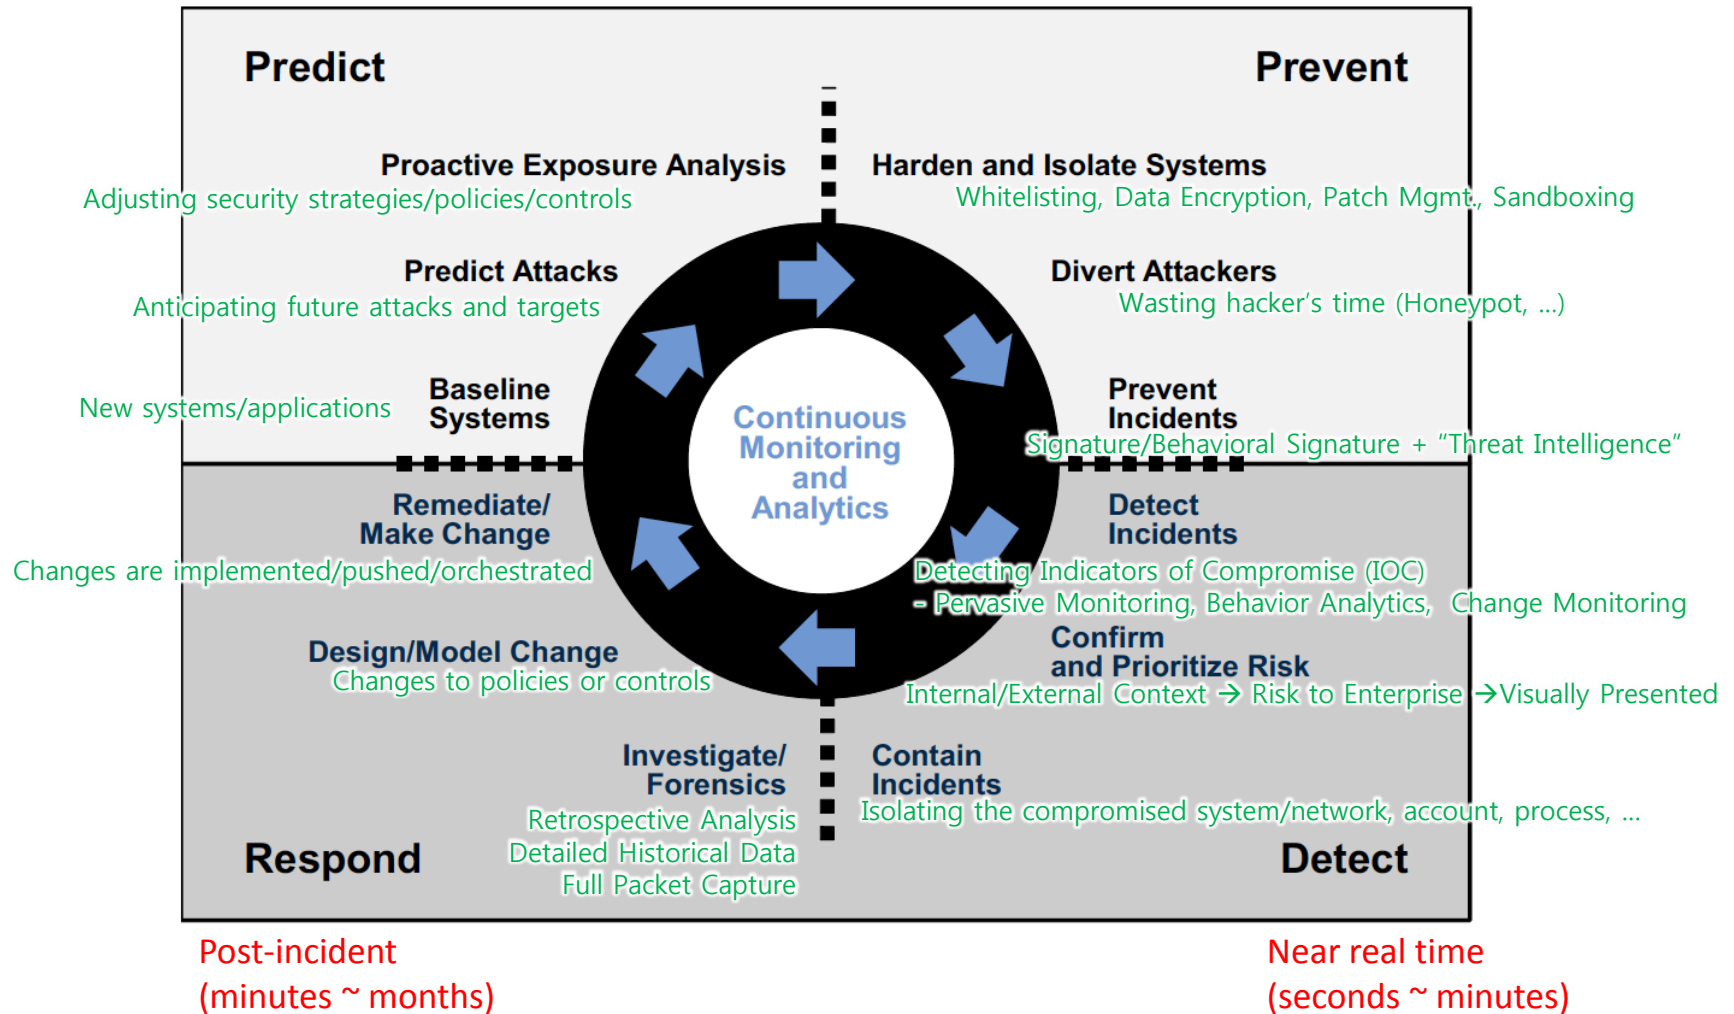 Predict
Prevent
Proactive Exposure Analysis
Adjusting security strategies/policies/controls
Harden and Isolate Systems
Whitelisting, Data Encryption, Patch Mgmt., Sandboxing
Predict Attacks
Anticipating future attacks and targets
Divert Attackers
Wasting hacker's time (Honeypot, ...)
Baseline
Systems
New systems/applications
Prevent
Incidents
Signature/Behavioral Signature + "Threat Intelligence"
Continuous
Monitoring
and
Analytics
Remediate/
Make Change
Changes are implemented/pushed/orchestrated
Detect
Incidents
Detecting Indicators of Compromise (IOC)
- Pervasive Monitoring, Behavior Analytics, Change Monitoring
Design/Model Change
Changes to policies or controls
Confirm
and Prioritize Risk
Internal/External Context → Risk to Enterprise →Visually Presented
Investigate/
Forensics
Retrospective Analysis
Detailed Historical Data
Full Packet Capture
Contain
Incidents
Isolating the compromised system/network, account, process, ...
Respond
Detect
Post-incident
(minutes ~ months)
Near real time
(seconds ~ minutes)